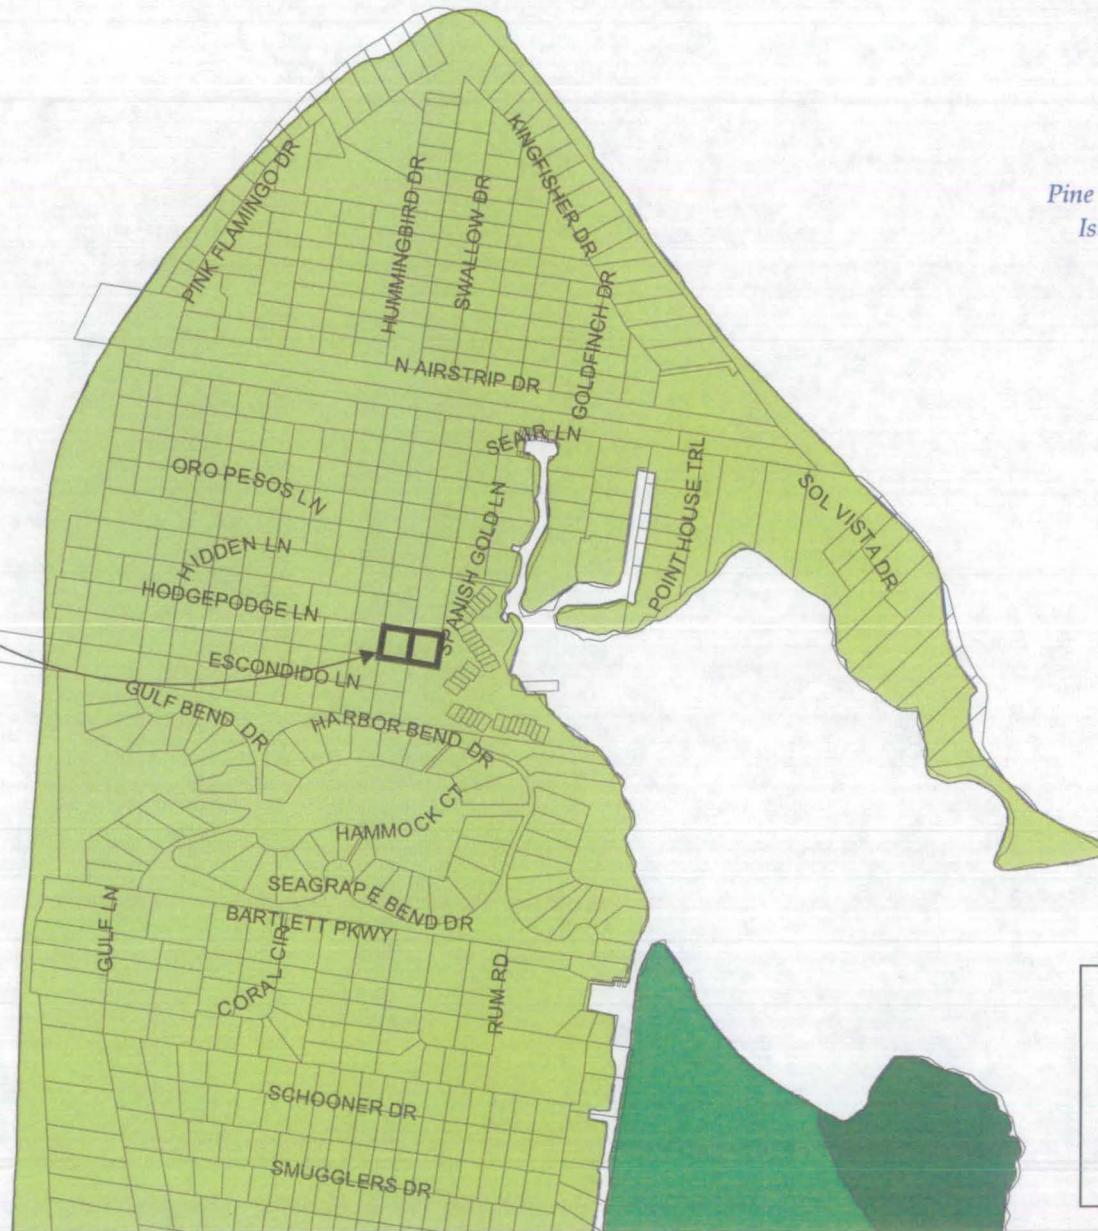 KINGFISHER DR
PINK FLAMINGO DR
HUMMINGBIRD DR
SWALLOW DR
Pine
Is
GOLDFINCH DR
N AIRSTRIP DR
SEAIR LN
ORO PESOS LN
SPANISH GOLD LN
POINTHOUSE TRL
SOL VISTA DR
HIDDEN LN
HODGEPODGE LN
ESCONDIDO LN
GULF BEND DR
HARBOR BEND DR
HAMMOCK CT
SEAGRAPE BEND DR
BARTLETT PKWY
GULF LN
CORAL CIR
RUM RD
SCHOONER DR
SMUGGLERS DR